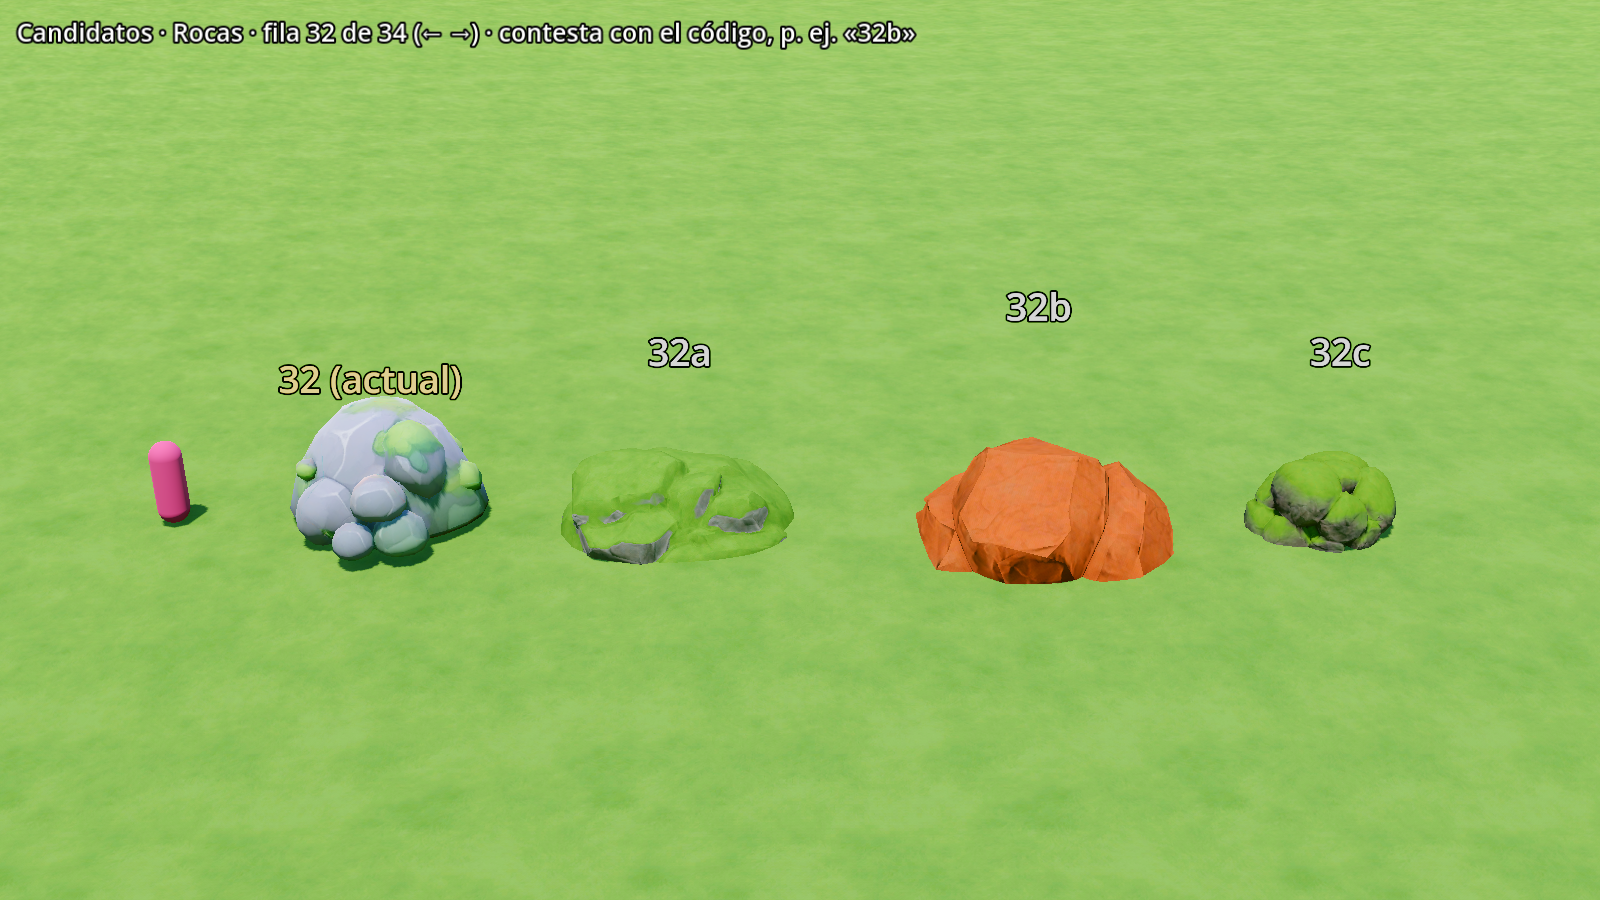 Candidatos · Rocas · fila 32 de 34 (← →) · contesta con el código, p. ej. «32b»
32b
32a
32c
32 (actual)